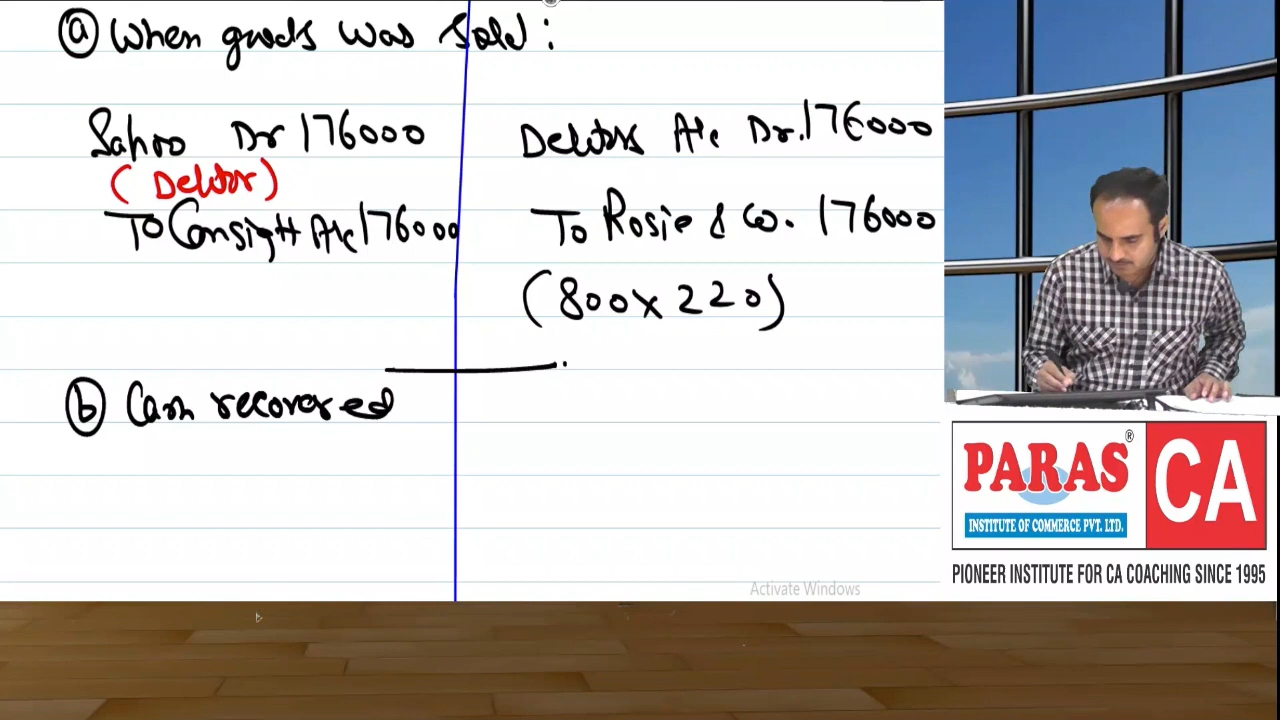 (a) When goods was sold :
Sahoo Dr 176000
(Debtor)
To Consigtt A/c 176000
Debtors A/c Dr. 176000
To Rosie & Co. 176000
(800 x 220)
(b) Cash recovered
PARAS®
INSTITUTE OF COMMERCE PVT. LTD.
CA
PIONEER INSTITUTE FOR CA COACHING SINCE 1995
Activate Windows